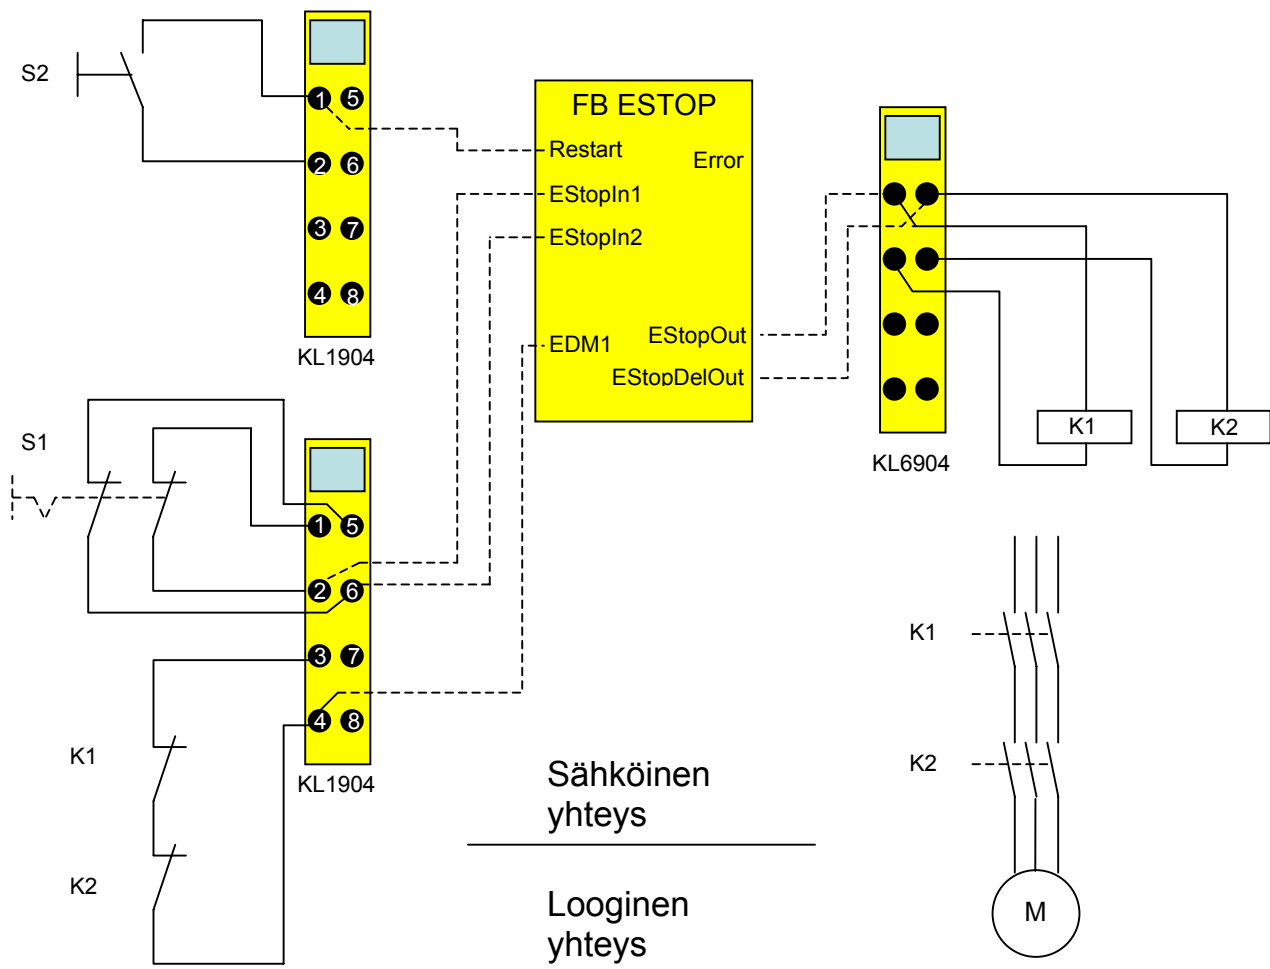 S2
1 5
2 6
3 7
4 8
KL1904
FB ESTOP
Restart
Error
EStopIn1
EStopIn2
EDM1
EStopOut
EStopDelOut
KL6904
K1
K2
S1
1 5
2 6
3 7
4 8
KL1904
K1
K2
Sähköinen
yhteys
Looginen
yhteys
K1
K2
M